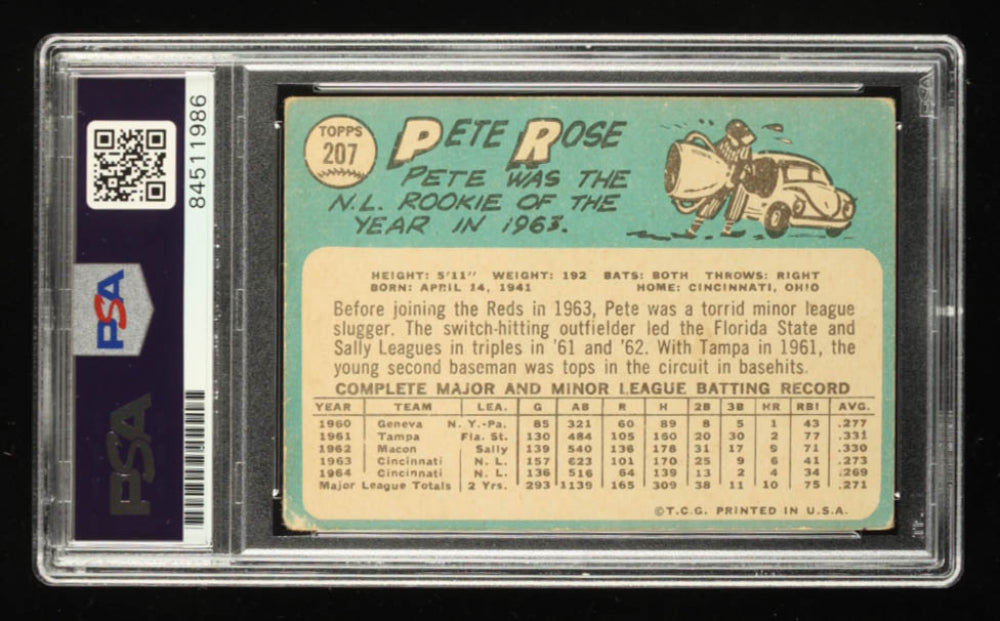 84511986
PSA
PSA
TOPPS
207
PETE ROSE
PETE WAS THE
N.L. ROOKIE OF THE
YEAR IN 1963.
HEIGHT: 5'11" WEIGHT: 192 BATS: BOTH THROWS: RIGHT
BORN: APRIL 14, 1941 HOME: CINCINNATI, OHIO
Before joining the Reds in 1963, Pete was a torrid minor league
slugger. The switch-hitting outfielder led the Florida State and
Sally Leagues in triples in '61 and '62. With Tampa in 1961, the
young second baseman was tops in the circuit in basehits.
COMPLETE MAJOR AND MINOR LEAGUE BATTING RECORD
YEAR TEAM LEA. G AB R H 2B 3B HR RBI AVG.
1960 Geneva N. Y.-Pa. 85 321 60 89 8 5 1 43 .277
1961 Tampa Fla. St. 130 484 105 160 20 30 2 77 .331
1962 Macon Sally 139 540 136 178 31 17 9 71 .330
1963 Cincinnati N. L. 157 623 101 170 25 9 6 41 .273
1964 Cincinnati N. L. 136 516 64 139 13 2 4 34 .269
Major League Totals 2 Yrs. 293 1139 165 309 38 11 10 75 .271
©T.C.G. PRINTED IN U.S.A.